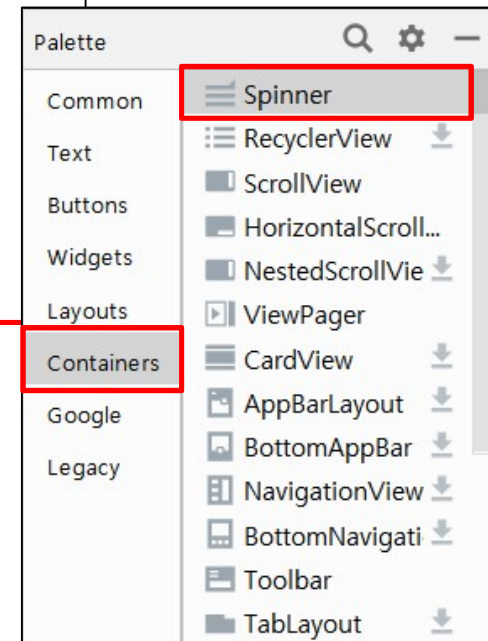 Palette
Common
Text
Buttons
Widgets
Layouts
Containers
Google
Legacy
Spinner
RecyclerView
ScrollView
HorizontalScroll...
NestedScrollVie
ViewPager
CardView
AppBarLayout
BottomAppBar
NavigationView
BottomNavigati
Toolbar
TabLayout